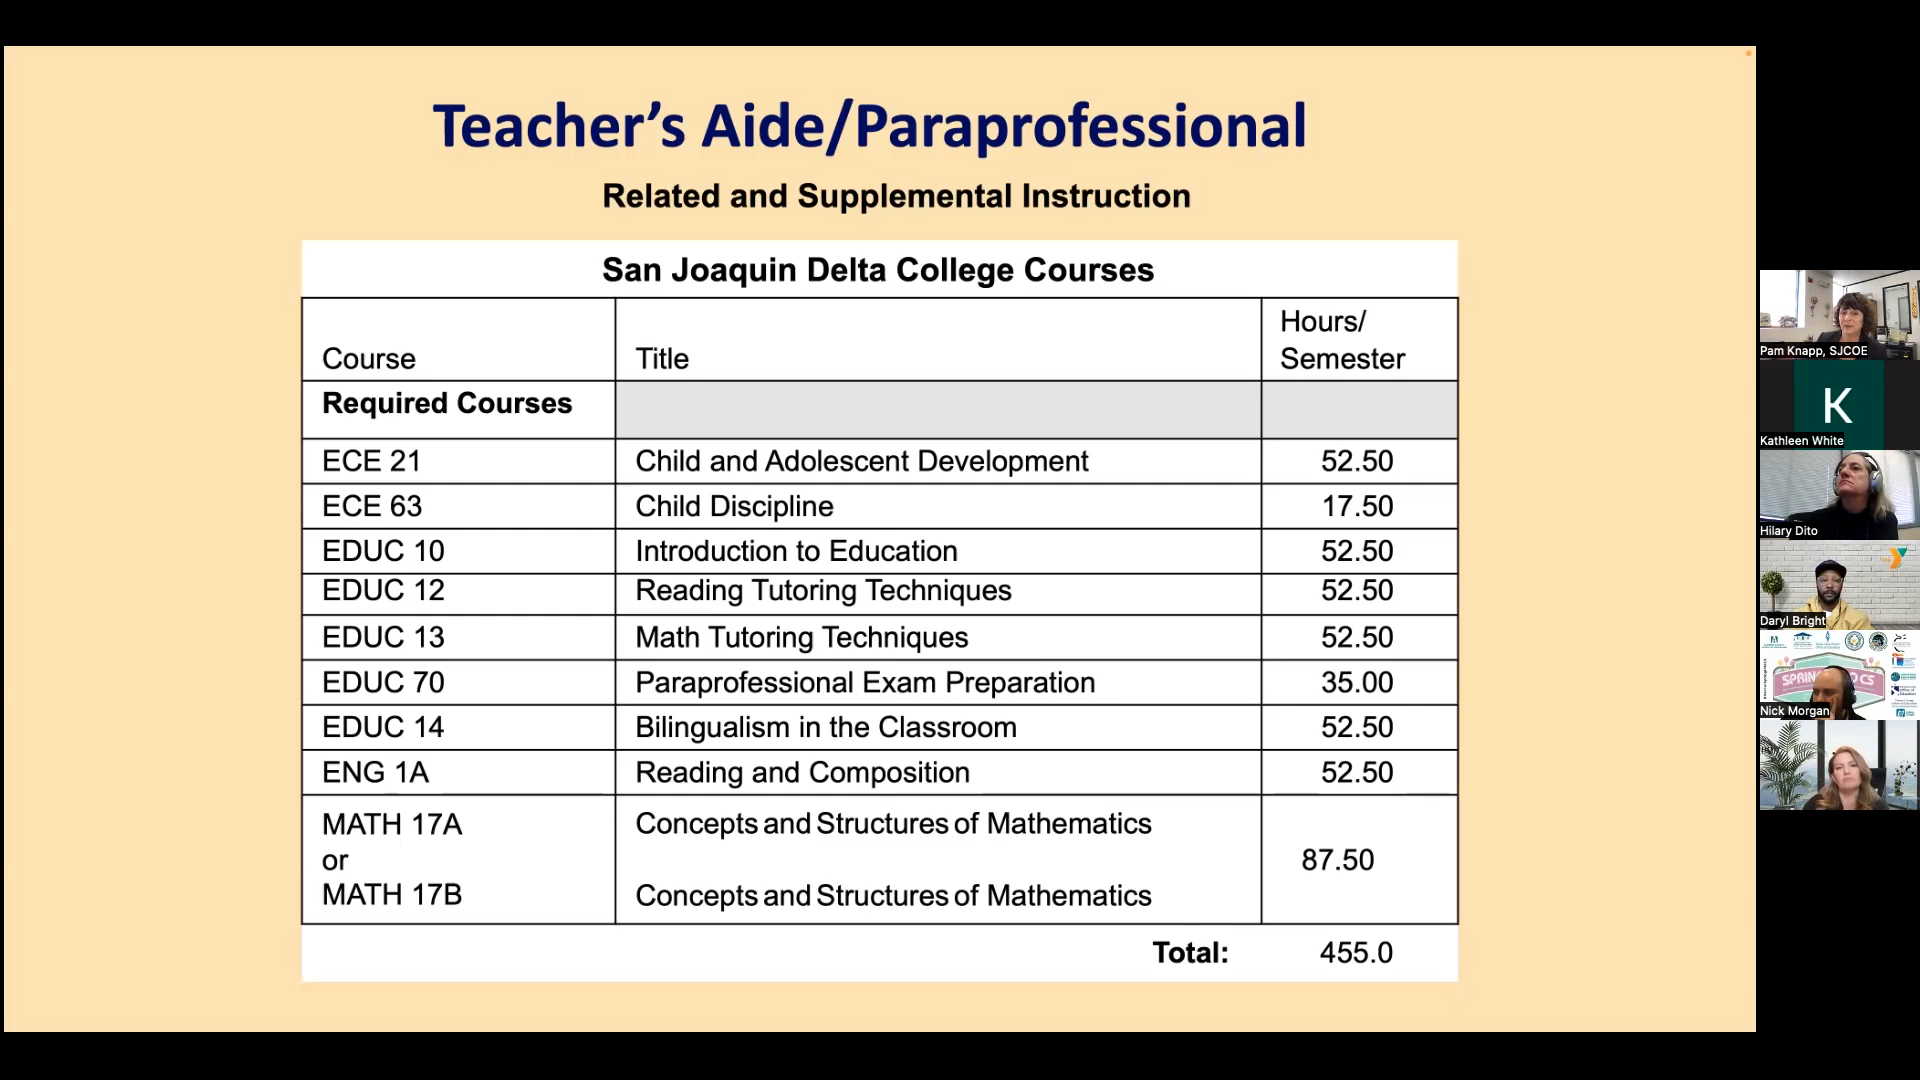 Teacher’s Aide/Paraprofessional
Related and Supplemental Instruction
San Joaquin Delta College Courses
Course Title Hours/
Semester
Required Courses
ECE 21 Child and Adolescent Development 52.50
ECE 63 Child Discipline 17.50
EDUC 10 Introduction to Education 52.50
EDUC 12 Reading Tutoring Techniques 52.50
EDUC 13 Math Tutoring Techniques 52.50
EDUC 70 Paraprofessional Exam Preparation 35.00
EDUC 14 Bilingualism in the Classroom 52.50
ENG 1A Reading and Composition 52.50
MATH 17A Concepts and Structures of Mathematics
or 87.50
MATH 17B Concepts and Structures of Mathematics
Total: 455.0
Pam Knapp, SJCOE
K
Kathleen White
Hilary Dito
Daryl Bright
Nick Morgan